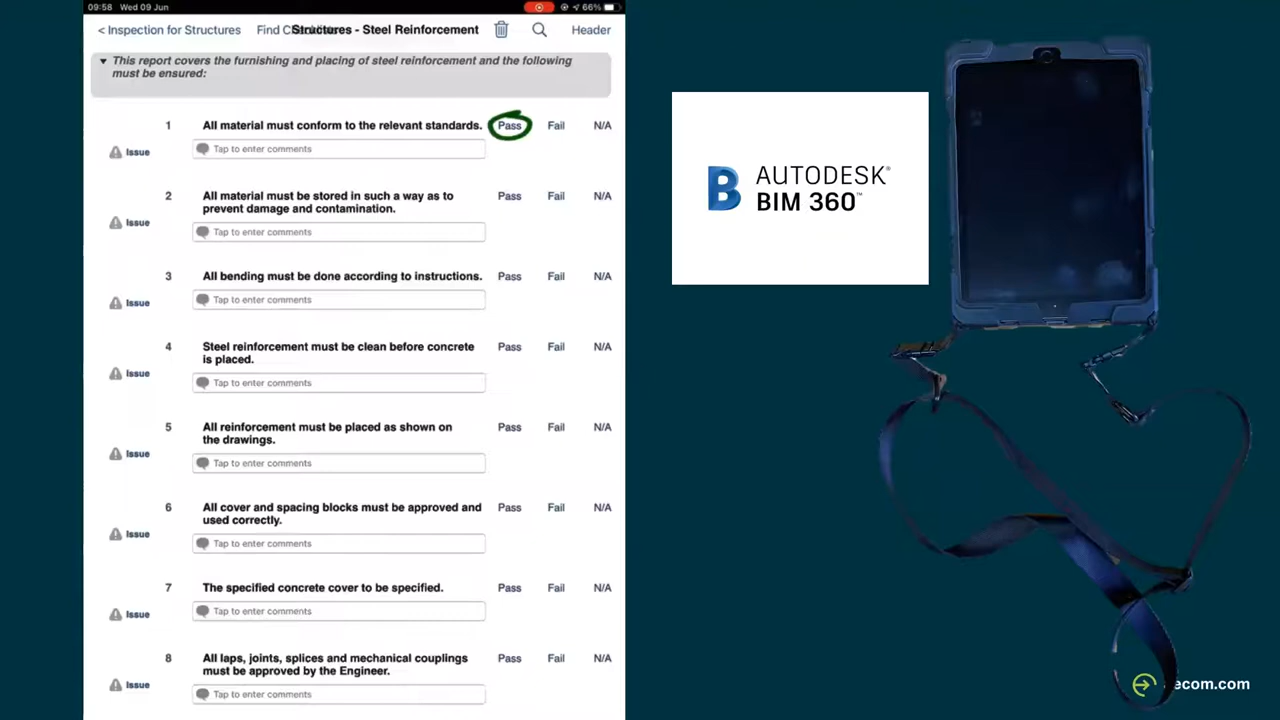 09:58 Wed 09 Jun 66%
< Inspection for Structures Find Structures - Steel Reinforcement Header
This report covers the furnishing and placing of steel reinforcement and the following
must be ensured:
1 All material must conform to the relevant standards. Pass Fail N/A
Issue Tap to enter comments
2 All material must be stored in such a way as to
prevent damage and contamination. Pass Fail N/A
Issue Tap to enter comments
3 All bending must be done according to instructions. Pass Fail N/A
Issue Tap to enter comments
4 Steel reinforcement must be clean before concrete
is placed. Pass Fail N/A
Issue Tap to enter comments
5 All reinforcement must be placed as shown on
the drawings. Pass Fail N/A
Issue Tap to enter comments
6 All cover and spacing blocks must be approved and
used correctly. Pass Fail N/A
Issue Tap to enter comments
7 The specified concrete cover to be specified. Pass Fail N/A
Issue Tap to enter comments
8 All laps, joints, splices and mechanical couplings
must be approved by the Engineer. Pass Fail N/A
Issue Tap to enter comments
B AUTODESK®
BIM 360™
ecom.com